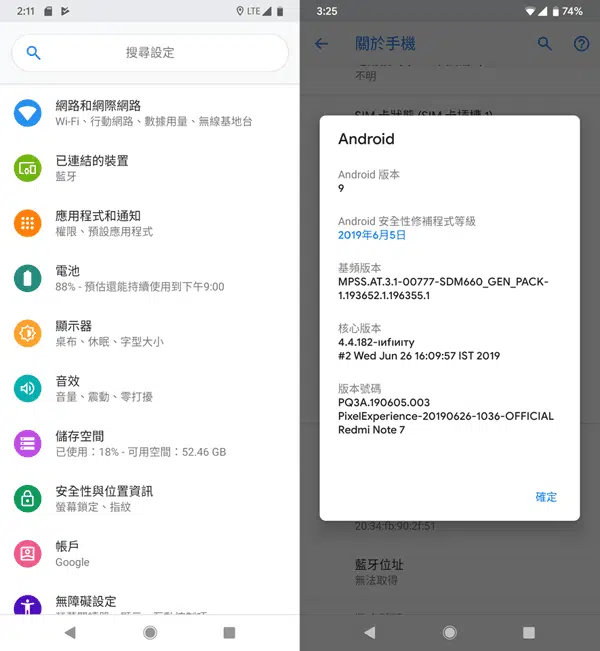 2:11
LTE
搜尋設定
網路和網際網路
Wi-Fi、行動網路、數據用量、無線基地台
已連結的裝置
藍牙
應用程式和通知
權限、預設應用程式
電池
88% - 預估還能持續使用到下午9:00
顯示器
桌布、休眠、字型大小
音效
音量、震動、零打擾
儲存空間
已使用：18% - 可用空間：52.46 GB
安全性與位置資訊
螢幕鎖定、指紋
帳戶
Google
無障礙設定
3:25
74%
關於手機
不明
SIM 卡狀態 (SIM 卡插槽 1)
Android
Android 版本
9
Android 安全性修補程式等級
2019年6月5日
基頻版本
MPSS.AT.3.1-00777-SDM660_GEN_PACK-
1.193652.1.196355.1
核心版本
4.4.182-ιηfιηιтy
#2 Wed Jun 26 16:09:57 IST 2019
版本號碼
PQ3A.190605.003
PixelExperience-20190626-1036-OFFICIAL
Redmi Note 7
確定
20:34:fb:90:2f:51
藍牙位址
無法取得